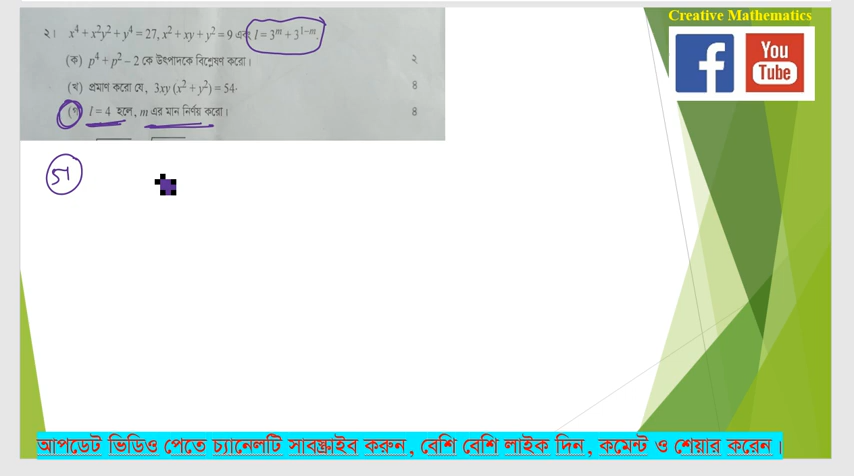 Creative Mathematics
You
Tube
২। x⁴ + x²y² + y⁴ = 27, x² + xy + y² = 9 এবং l = 3ᵐ + 3¹⁻ᵐ.
(ক) p⁴ + p² – 2 কে উৎপাদকে বিশ্লেষণ করো। ২
(খ) প্রমাণ করো যে, 3xy (x² + y²) = 54. ৪
(গ) l = 4 হলে, m এর মান নির্ণয় করো। ৪
গ
আপডেট ভিডিও পেতে চ্যানেলটি সাবস্ক্রাইব করুন , বেশি বেশি লাইক দিন , কমেন্ট ও শেয়ার করেন ।